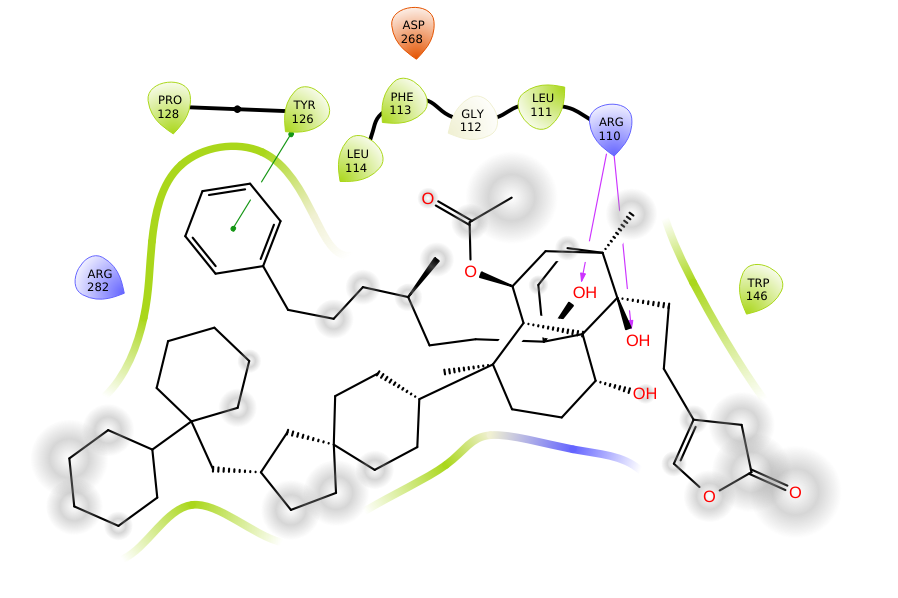 ASP
268
PRO
128
TYR
126
PHE
113
GLY
112
LEU
111
ARG
110
LEU
114
O
O
OH
ARG
282
TRP
146
OH
OH
O
O